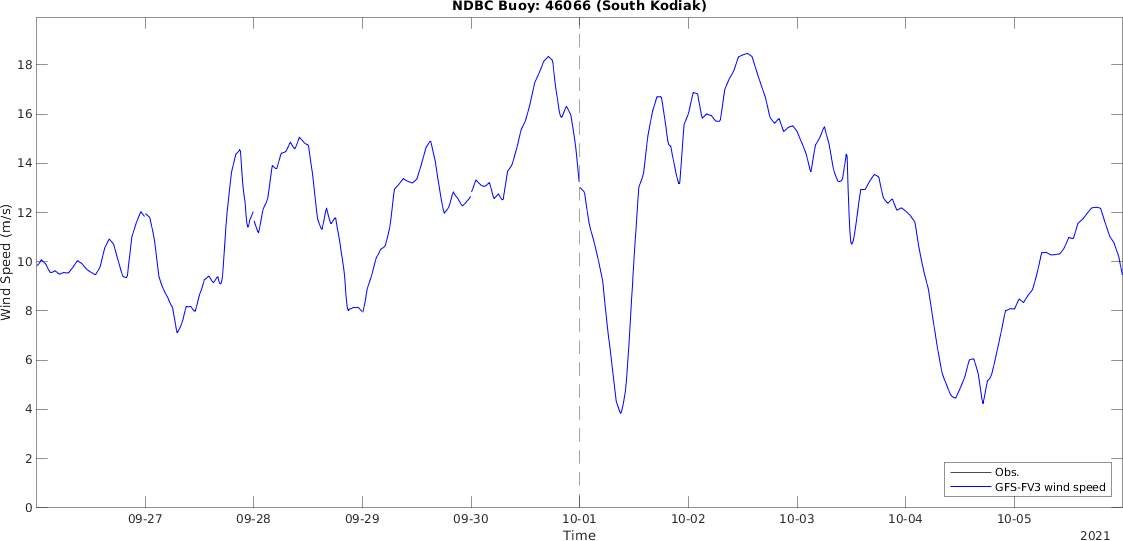 NDBC Buoy: 46066 (South Kodiak)
Wind Speed (m/s)
18
16
14
12
10
8
6
4
2
0
09-27 09-28 09-29 09-30 10-01 10-02 10-03 10-04 10-05
Time
2021
Obs.
GFS-FV3 wind speed